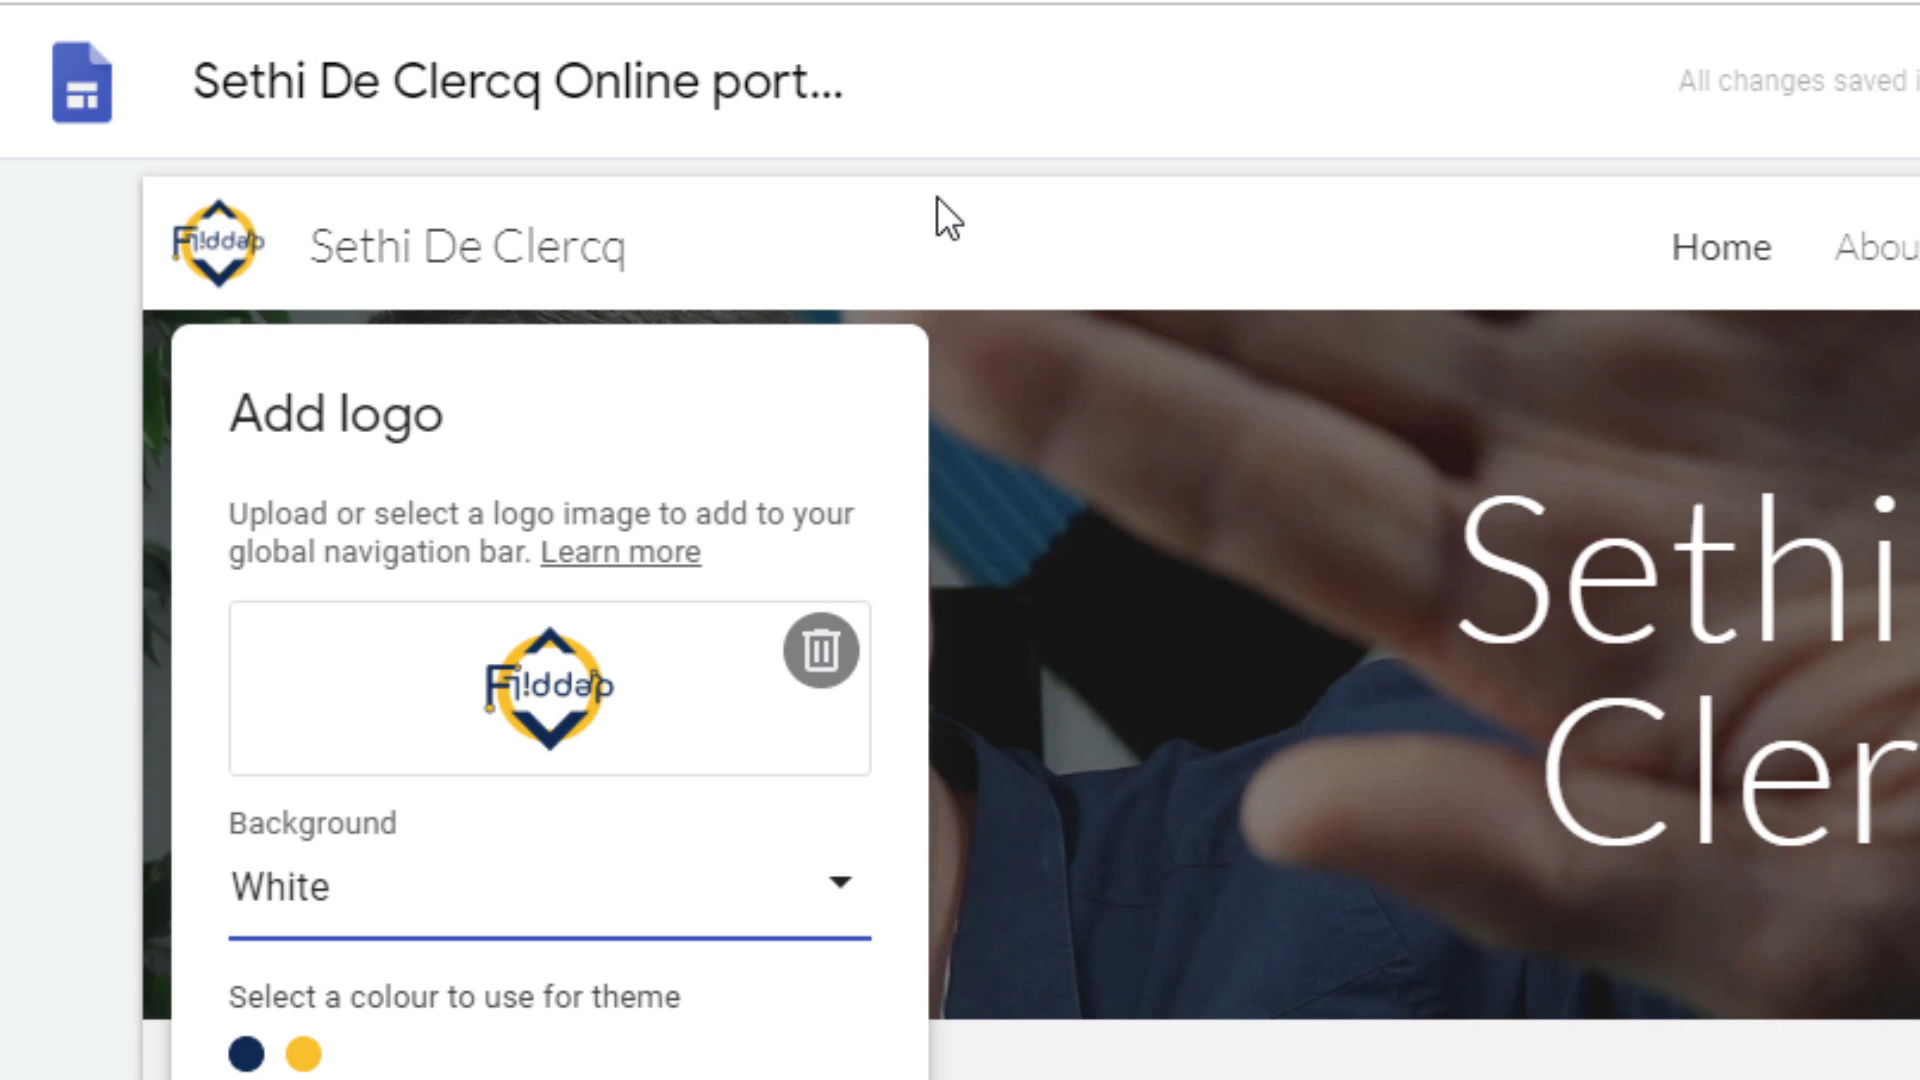 Sethi De Clercq Online port...
All changes saved i
Sethi De Clercq
Home
Abou
Add logo
Upload or select a logo image to add to your
global navigation bar. Learn more
Background
White
Select a colour to use for theme
Sethi
Cler